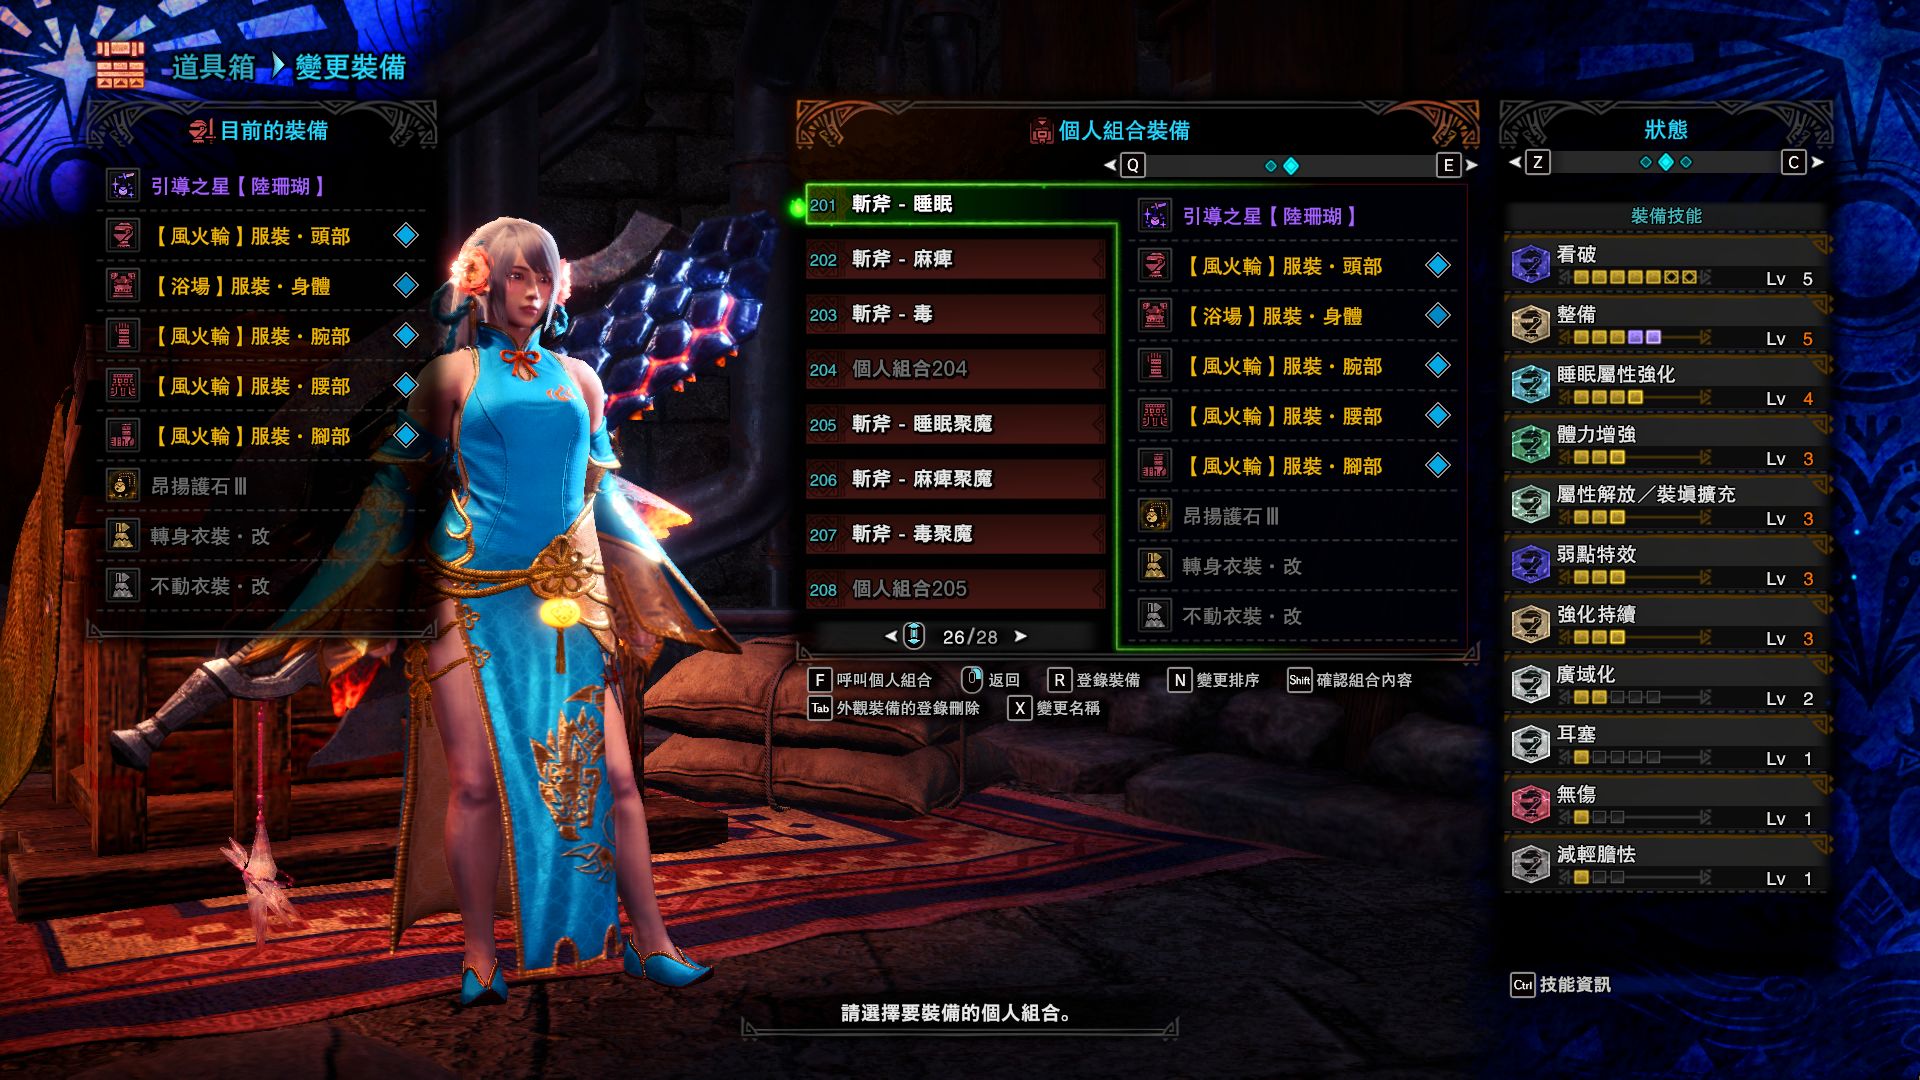 道具箱 變更裝備
目前的裝備
引導之星【陸珊瑚】
【風火輪】服裝・頭部
【浴場】服裝・身體
【風火輪】服裝・腕部
【風火輪】服裝・腰部
【風火輪】服裝・腳部
昂揚護石Ⅲ
轉身衣裝・改
不動衣裝・改
個人組合裝備
Q E
201 斬斧 - 睡眠
202 斬斧 - 麻痺
203 斬斧 - 毒
204 個人組合204
205 斬斧 - 睡眠聚魔
206 斬斧 - 麻痺聚魔
207 斬斧 - 毒聚魔
208 個人組合205
26/28
引導之星【陸珊瑚】
【風火輪】服裝・頭部
【浴場】服裝・身體
【風火輪】服裝・腕部
【風火輪】服裝・腰部
【風火輪】服裝・腳部
昂揚護石Ⅲ
轉身衣裝・改
不動衣裝・改
F 呼叫個人組合 返回 R 登錄裝備 N 變更排序 Shift 確認組合內容
Tab 外觀裝備的登錄刪除 X 變更名稱
狀態
Z C
裝備技能
看破
Lv 5
整備
Lv 5
睡眠屬性強化
Lv 4
體力增強
Lv 3
屬性解放／裝填擴充
Lv 3
弱點特效
Lv 3
強化持續
Lv 3
廣域化
Lv 2
耳塞
Lv 1
無傷
Lv 1
減輕膽怯
Lv 1
Ctrl 技能資訊
請選擇要裝備的個人組合。